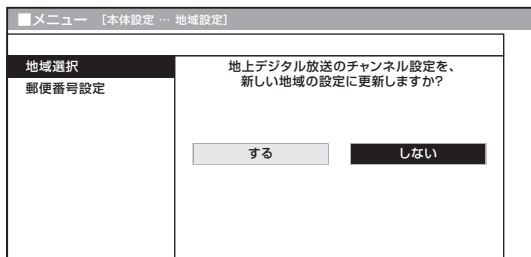 ■メニュー [本体設定 … 地域設定]
地域選択
郵便番号設定
地上デジタル放送のチャンネル設定を、
新しい地域の設定に更新しますか?
する
しない